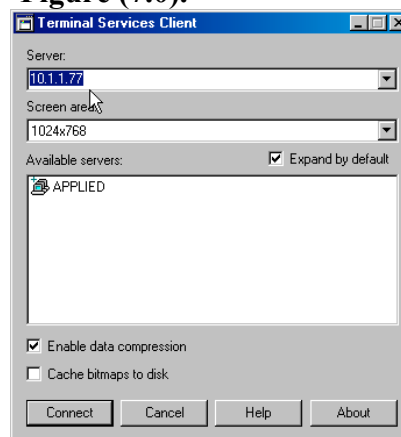 Figure (7.6).
Terminal Services Client
Server:
10.1.1.77
Screen area:
1024x768
Available servers:
Expand by default
APPLIED
Enable data compression
Cache bitmaps to disk
Connect Cancel Help About